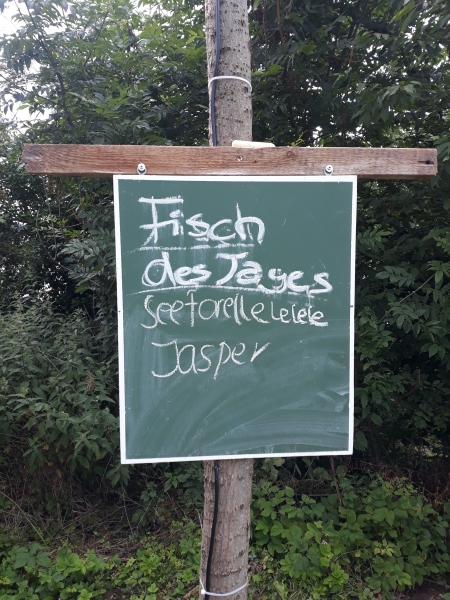 Fisch
des Tages
Seeforelle Lelele
Jasper